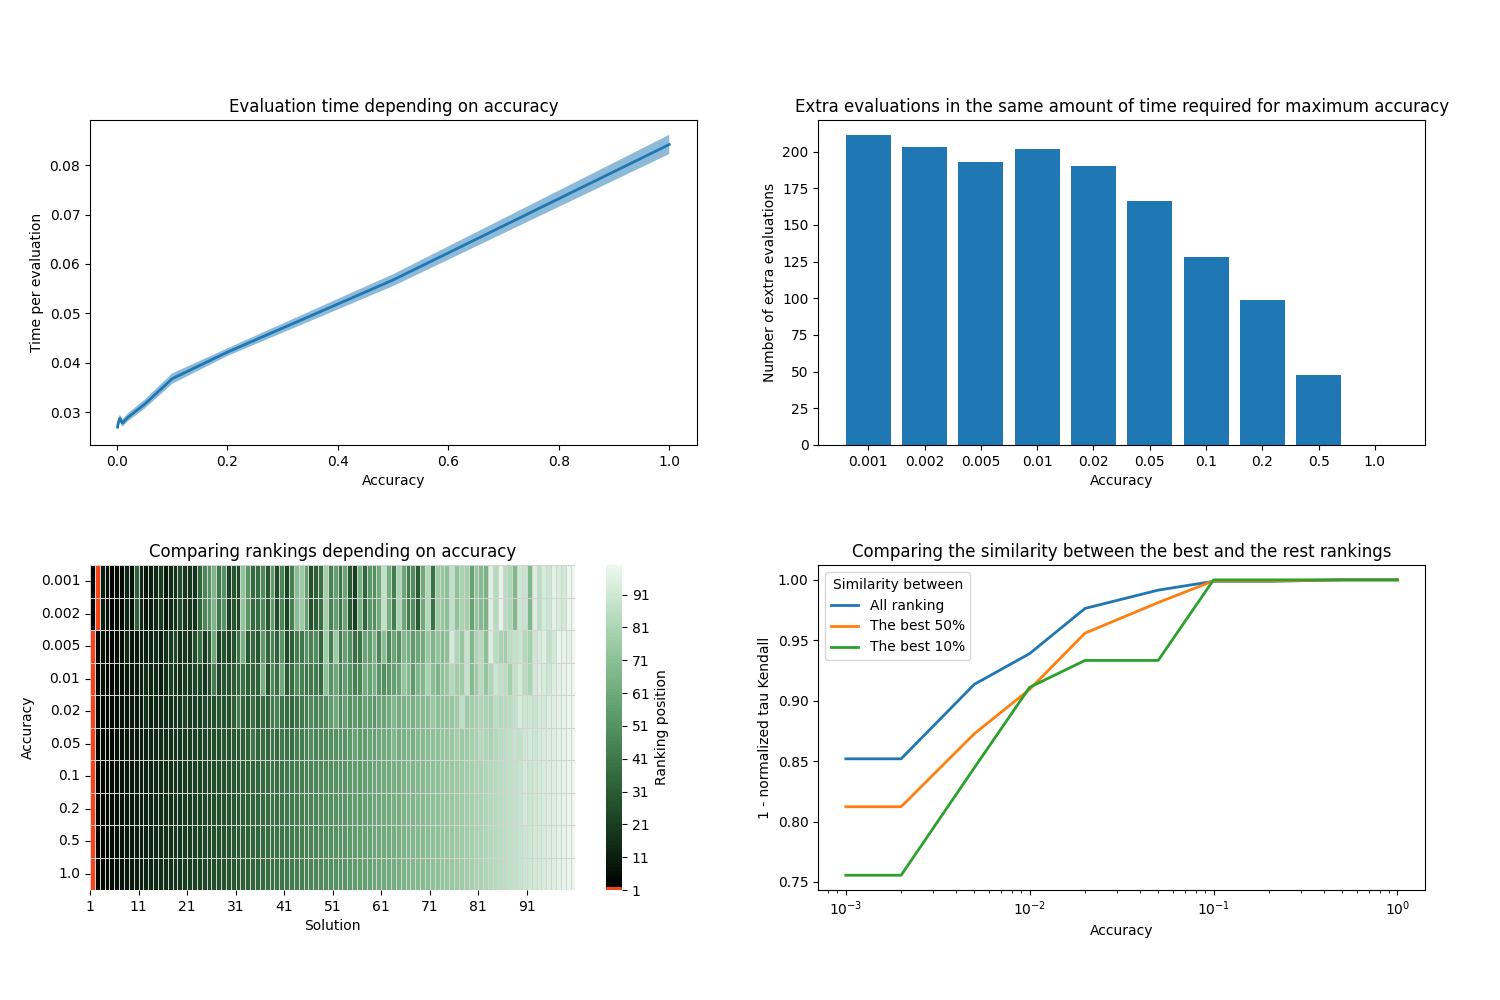 Evaluation time depending on accuracy
Time per evaluation
0.08
0.07
0.06
0.05
0.04
0.03
0.0 0.2 0.4 0.6 0.8 1.0
Accuracy
Extra evaluations in the same amount of time required for maximum accuracy
Number of extra evaluations
200
175
150
125
100
75
50
25
0
0.001 0.002 0.005 0.01 0.02 0.05 0.1 0.2 0.5 1.0
Accuracy
Comparing rankings depending on accuracy
Accuracy
0.001
0.002
0.005
0.01
0.02
0.05
0.1
0.2
0.5
1.0
1 11 21 31 41 51 61 71 81 91
Solution
91
81
71
61
51
41
31
21
11
1
Ranking position
Comparing the similarity between the best and the rest rankings
1 - normalized tau Kendall
1.00
0.95
0.90
0.85
0.80
0.75
Similarity between
All ranking
The best 50%
The best 10%
10⁻³ 10⁻² 10⁻¹ 10⁰
Accuracy